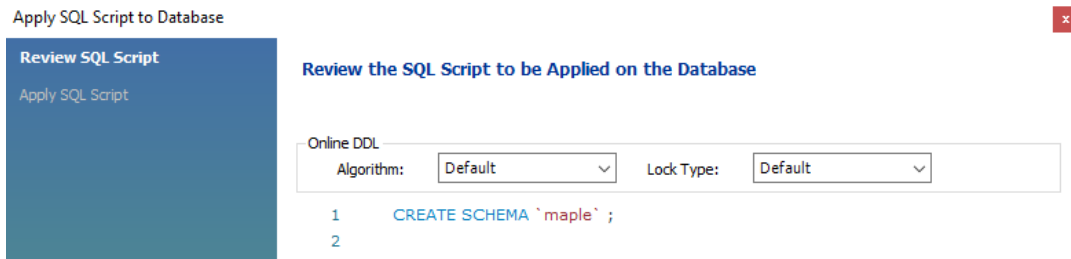 Apply SQL Script to Database
x
Review SQL Script
Apply SQL Script
Review the SQL Script to be Applied on the Database
Online DDL
Algorithm: Default Lock Type: Default
1 CREATE SCHEMA `maple` ;
2